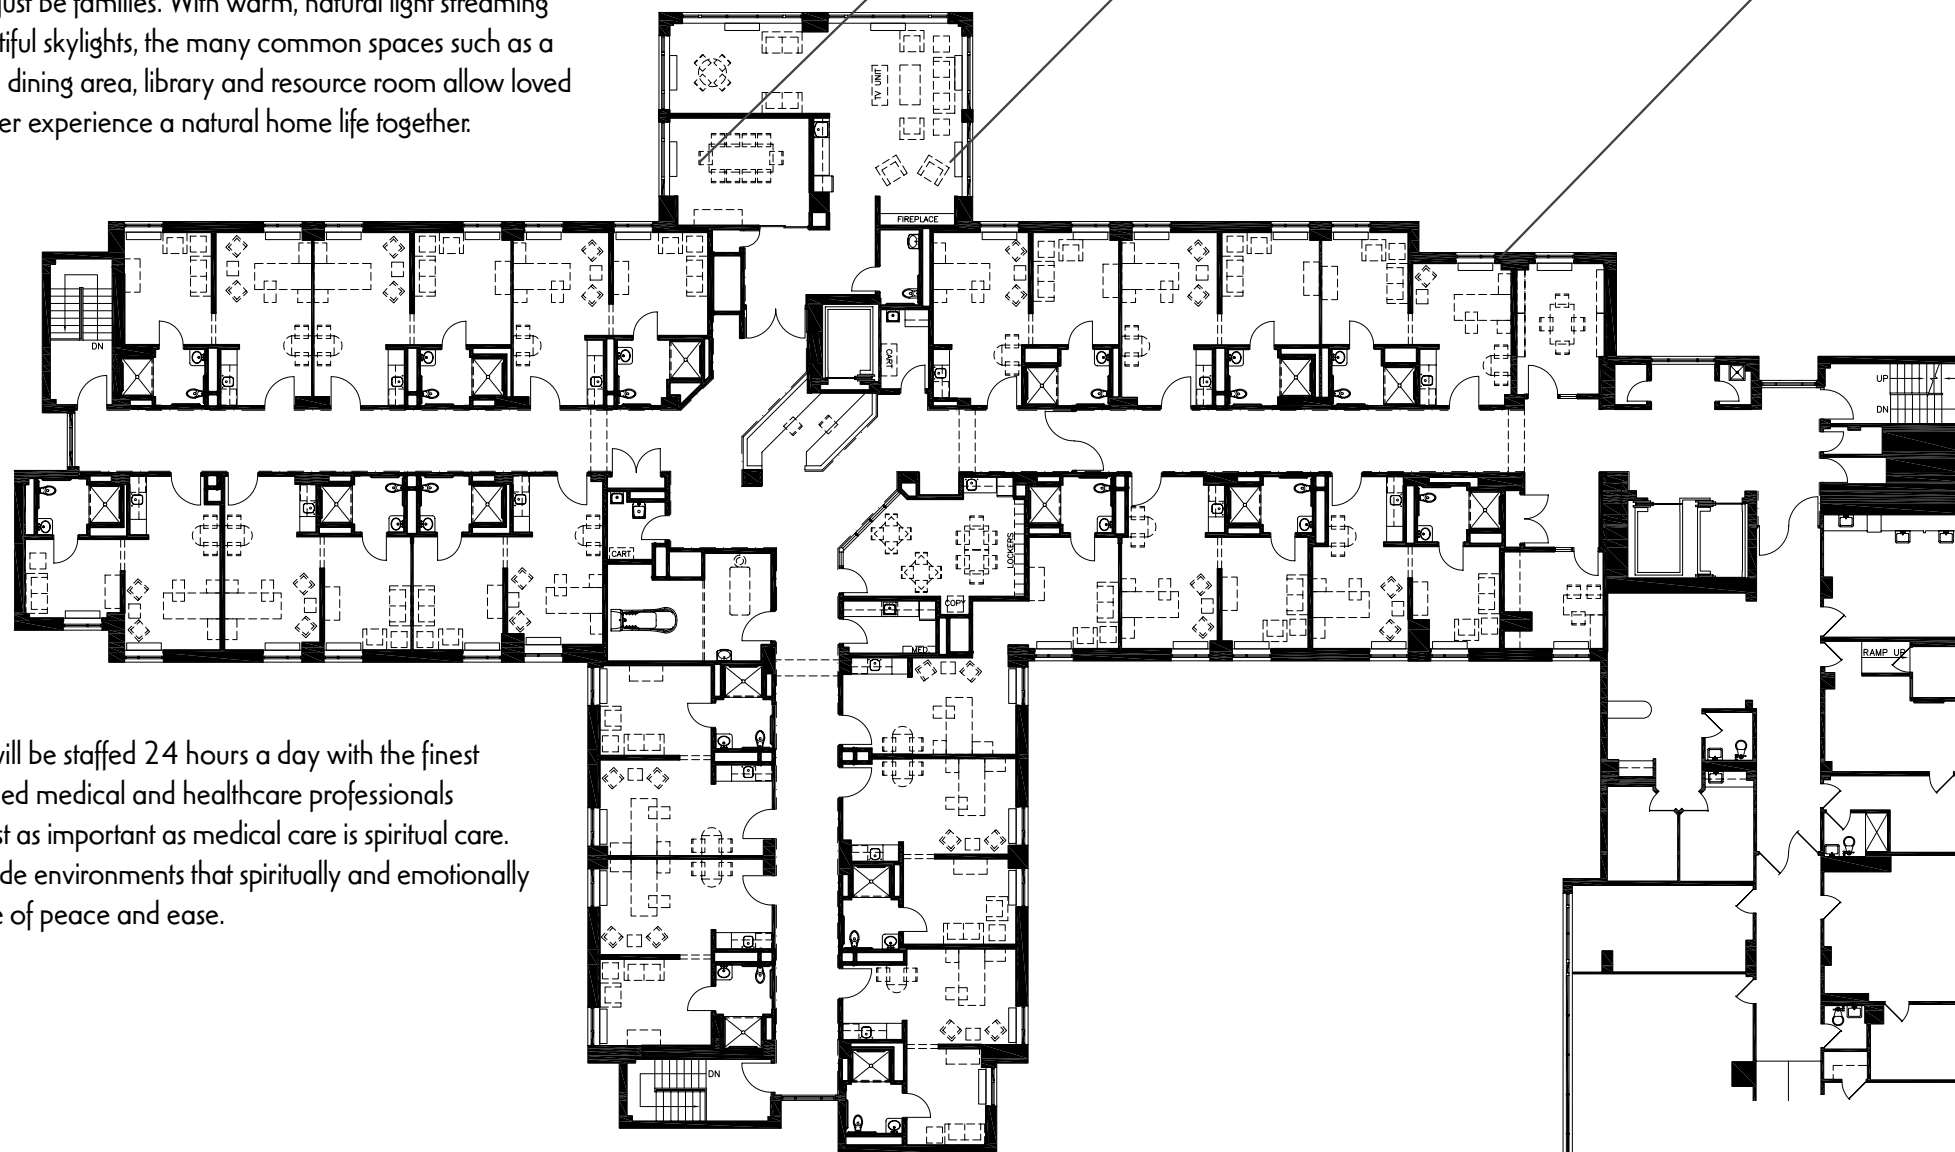 just be families. With warm, natural light streaming
tiful skylights, the many common spaces such as a
dining area, library and resource room allow loved
er experience a natural home life together.
TV UNIT
FIREPLACE
DN
CART
UP
DN
CART
LOCKERS
COPY
MED
RAMP UP
will be staffed 24 hours a day with the finest
ed medical and healthcare professionals
st as important as medical care is spiritual care.
de environments that spiritually and emotionally
e of peace and ease.
DN